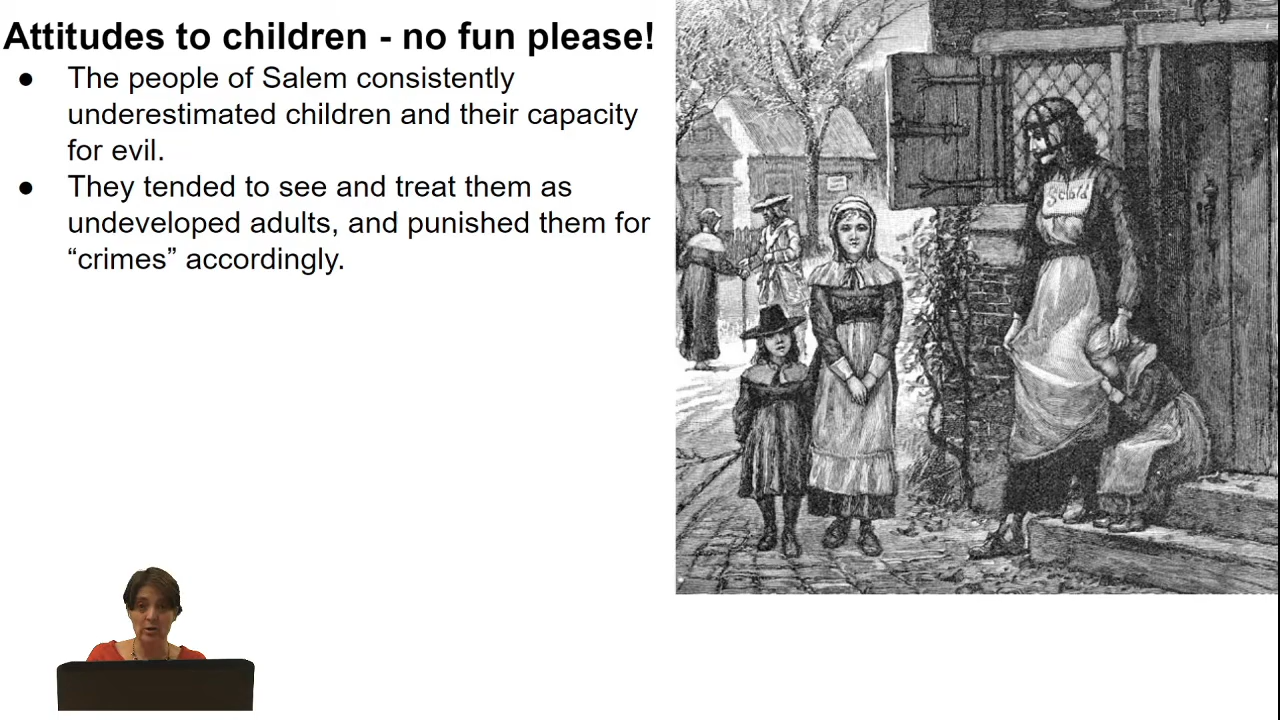 Attitudes to children - no fun please!
● The people of Salem consistently
underestimated children and their capacity
for evil.
● They tended to see and treat them as
undeveloped adults, and punished them for
“crimes” accordingly.
Scold